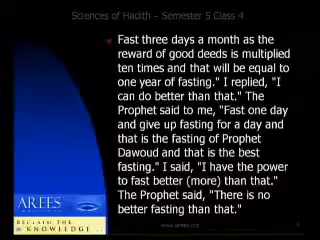 Sciences of Hadith – Semester 5 Class 4
Fast three days a month as the
reward of good deeds is multiplied
ten times and that will be equal to
one year of fasting." I replied, "I
can do better than that." The
Prophet said to me, "Fast one day
and give up fasting for a day and
that is the fasting of Prophet
Dawoud and that is the best
fasting." I said, "I have the power
to fast better (more) than that."
The Prophet said, "There is no
better fasting than that."
AREES
RECLAIM THE
KNOWLEDGE
www.arees.org